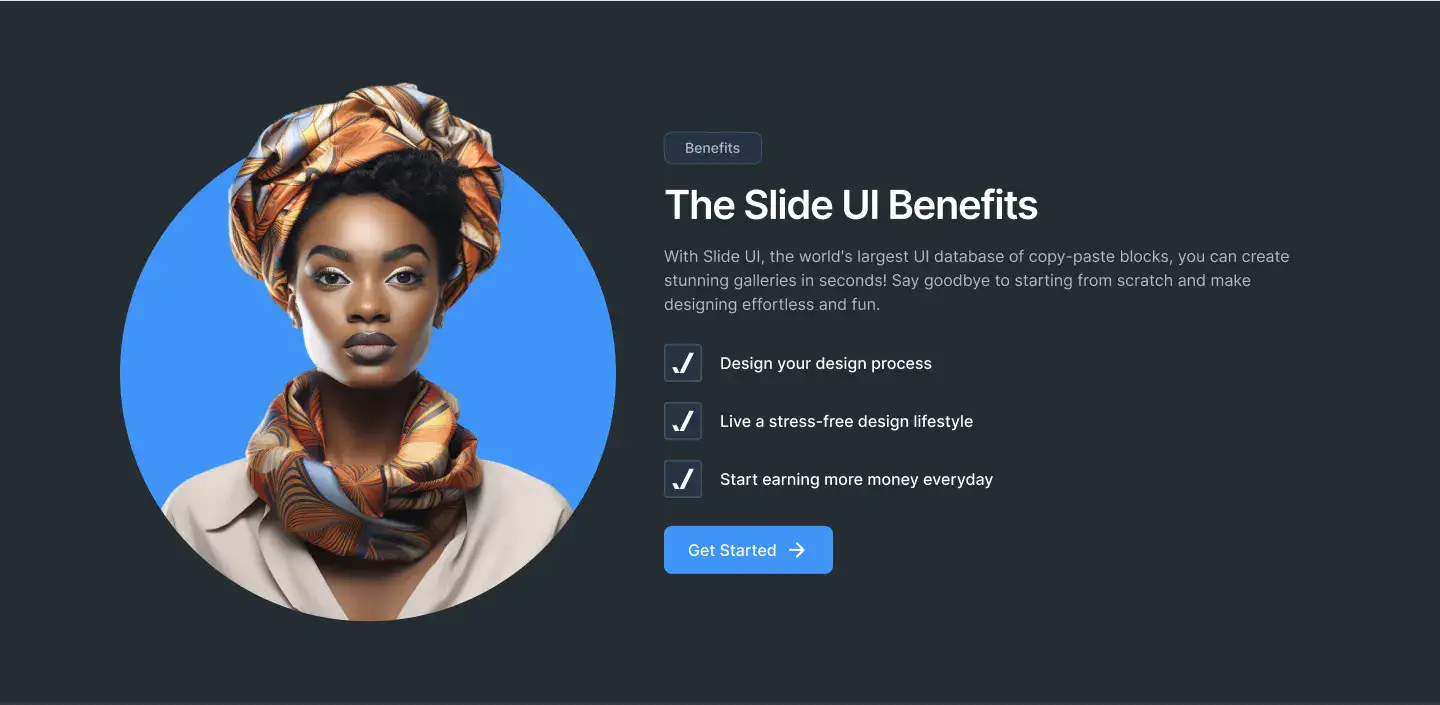 Benefits
The Slide UI Benefits
With Slide UI, the world's largest UI database of copy-paste blocks, you can create
stunning galleries in seconds! Say goodbye to starting from scratch and make
designing effortless and fun.
Design your design process
Live a stress-free design lifestyle
Start earning more money everyday
Get Started